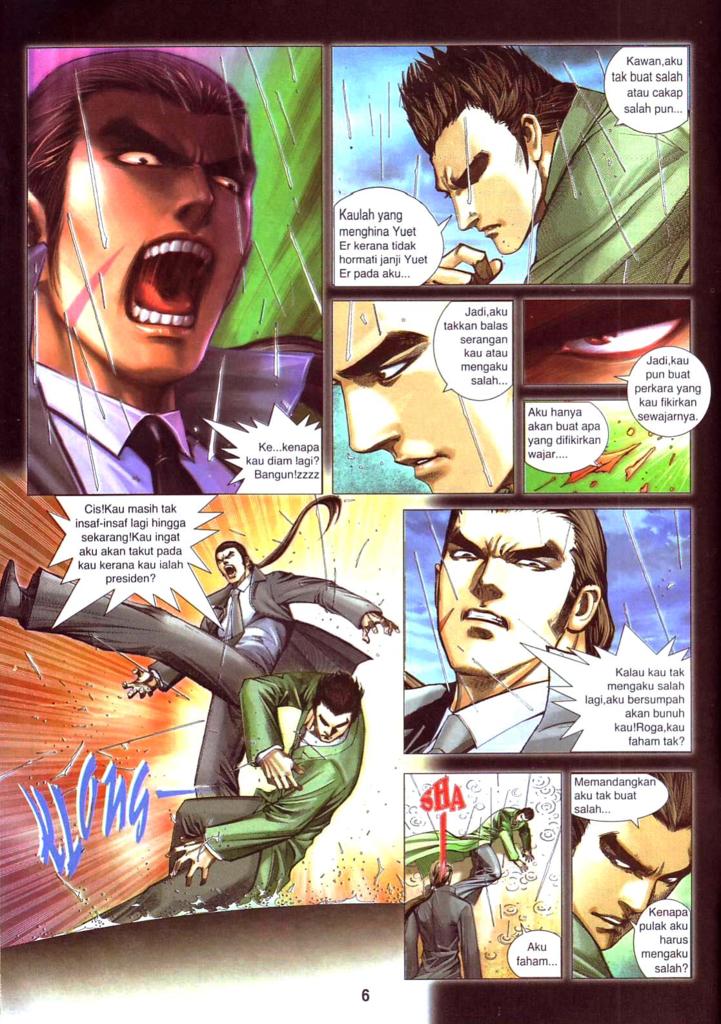 Ke...kenapa
kau diam lagi?
Bangun!zzzz
Kawan,aku
tak buat salah
atau cakap
salah pun...
Kaulah yang
menghina Yuet
Er kerana tidak
hormati janji Yuet
Er pada aku...
Jadi,aku
takkan balas
serangan
kau atau
mengaku
salah...
Jadi,kau
pun buat
perkara yang
kau fikirkan
sewajarnya.
Aku hanya
akan buat apa
yang difikirkan
wajar....
Cis!Kau masih tak
insaf-insaf lagi hingga
sekarang!Kau ingat
aku akan takut pada
kau kerana kau ialah
presiden?
KLONG
Kalau kau tak
mengaku salah
lagi,aku bersumpah
akan bunuh
kau!Roga,kau
faham tak?
SHA
Aku
faham...
Memandangkan
aku tak buat
salah...
Kenapa
pulak aku
harus
mengaku
salah?
6